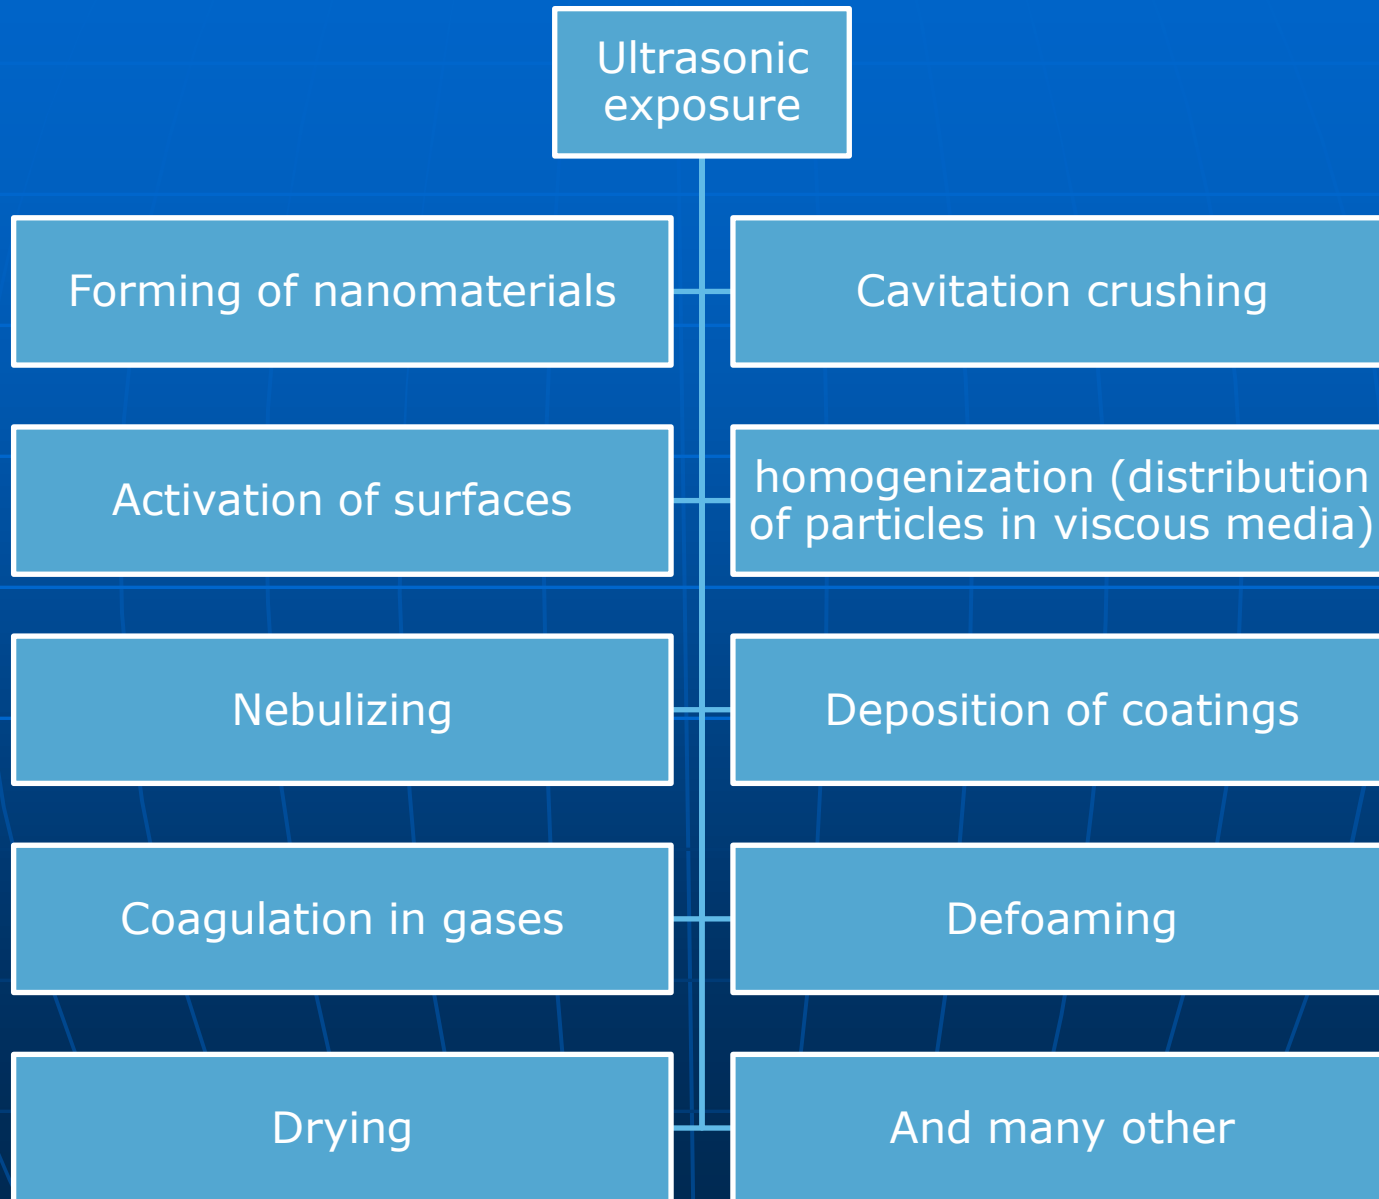 Ultrasonic
exposure
Forming of nanomaterials
Cavitation crushing
Activation of surfaces
homogenization (distribution
of particles in viscous media)
Nebulizing
Deposition of coatings
Coagulation in gases
Defoaming
Drying
And many other